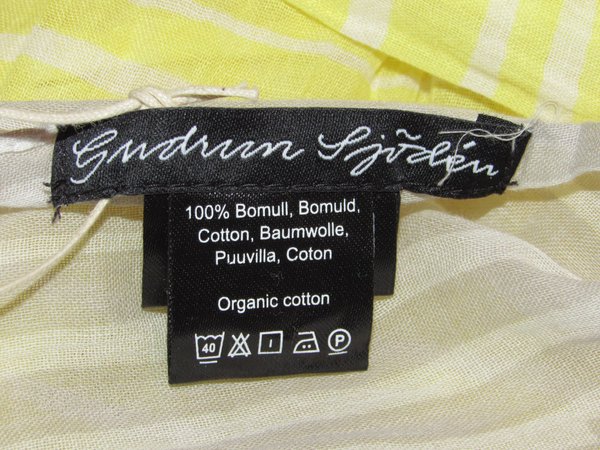 Gudrun Sjödén
100% Bomull, Bomuld,
Cotton, Baumwolle,
Puuvilla, Coton
Organic cotton
40 I P